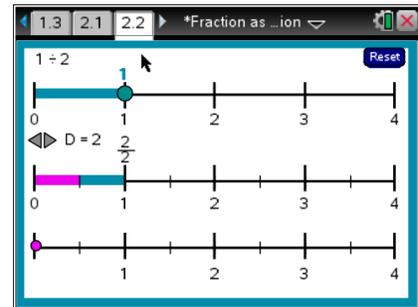 1.3 2.1 2.2 *Fraction as …ion
1 ÷ 2 Reset
1
0 1 2 3 4
D = 2 2/2
0 1 2 3 4
1 2 3 4